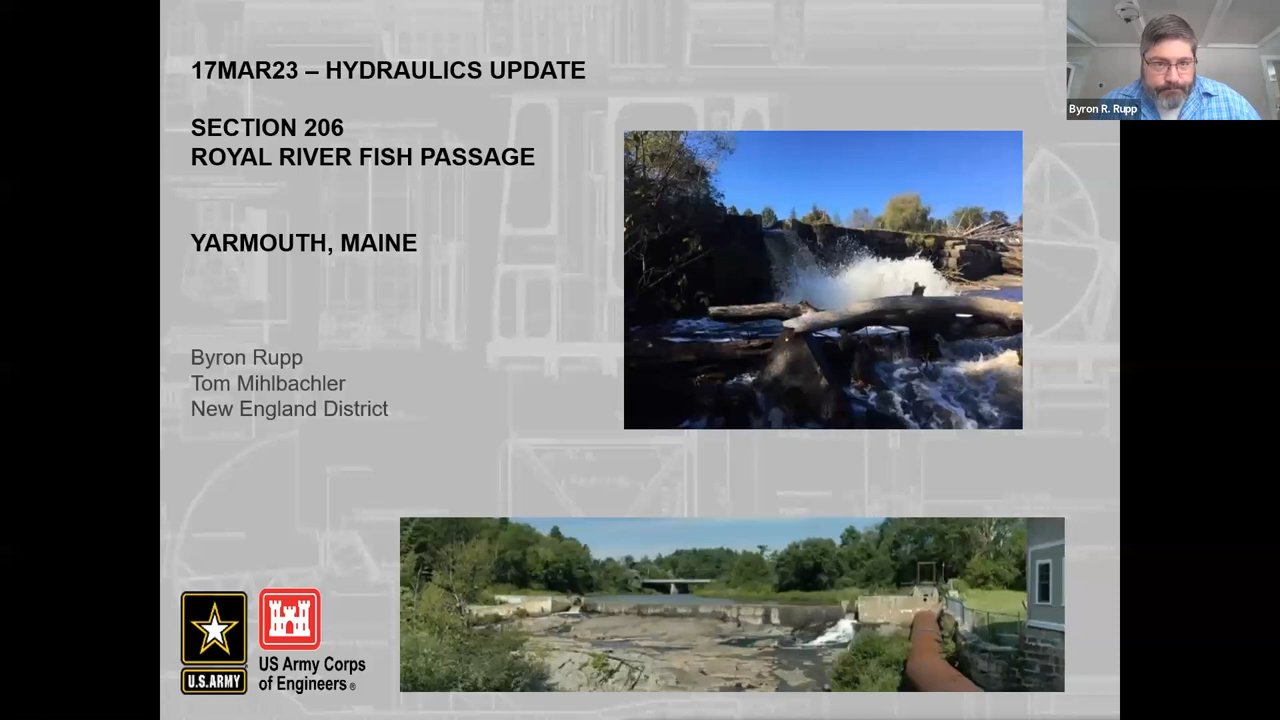 17MAR23 – HYDRAULICS UPDATE
SECTION 206
ROYAL RIVER FISH PASSAGE
YARMOUTH, MAINE
Byron Rupp
Tom Mihlbachler
New England District
U.S.ARMY
US Army Corps
of Engineers ®
Byron R. Rupp